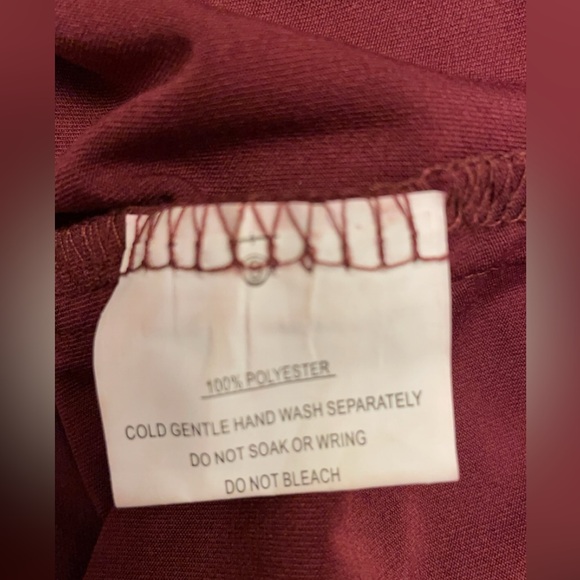 100% POLYESTER
COLD GENTLE HAND WASH SEPARATELY
DO NOT SOAK OR WRING
DO NOT BLEACH